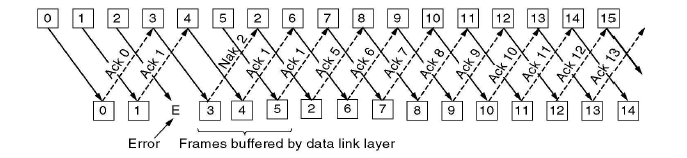 0 1 2 3 4 5 2 6 7 8 9 10 11 12 13 14 15
Ack 0 Ack 1 Nak 2 Ack 1 Ack 1 Ack 5 Ack 6 Ack 7 Ack 8 Ack 9 Ack 10 Ack 11 Ack 12 Ack 13
0 1 E 3 4 5 2 6 7 8 9 10 11 12 13 14
Error Frames buffered by data link layer